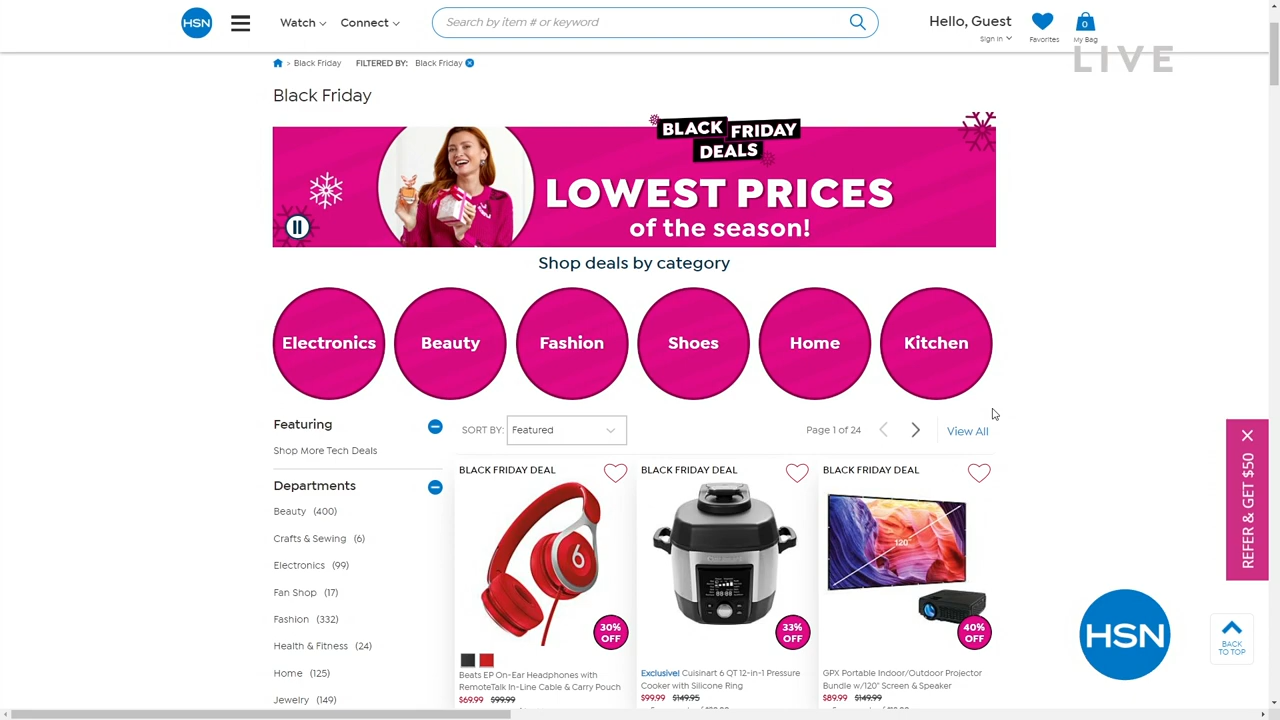 HSN
Watch
Connect
Search by item # or keyword
Hello, Guest
Sign In
Favorites
0
My Bag
LIVE
> Black Friday
FILTERED BY: Black Friday
Black Friday
BLACK FRIDAY
DEALS
LOWEST PRICES
of the season!
Shop deals by category
Electronics
Beauty
Fashion
Shoes
Home
Kitchen
Featuring
Shop More Tech Deals
Departments
Beauty (400)
Crafts & Sewing (6)
Electronics (99)
Fan Shop (17)
Fashion (332)
Health & Fitness (24)
Home (125)
Jewelry (149)
SORT BY: Featured
Page 1 of 24
View All
BLACK FRIDAY DEAL
30%
OFF
Beats EP On-Ear Headphones with
RemoteTalk In-Line Cable & Carry Pouch
$69.99 $99.99
BLACK FRIDAY DEAL
33%
OFF
Exclusive! Cuisinart 6 QT 12-in-1 Pressure
Cooker with Silicone Ring
$99.99 $149.95
BLACK FRIDAY DEAL
120"
40%
OFF
GPX Portable Indoor/Outdoor Projector
Bundle w/120" Screen & Speaker
$89.99 $149.99
REFER & GET $50
HSN
BACK
TO TOP